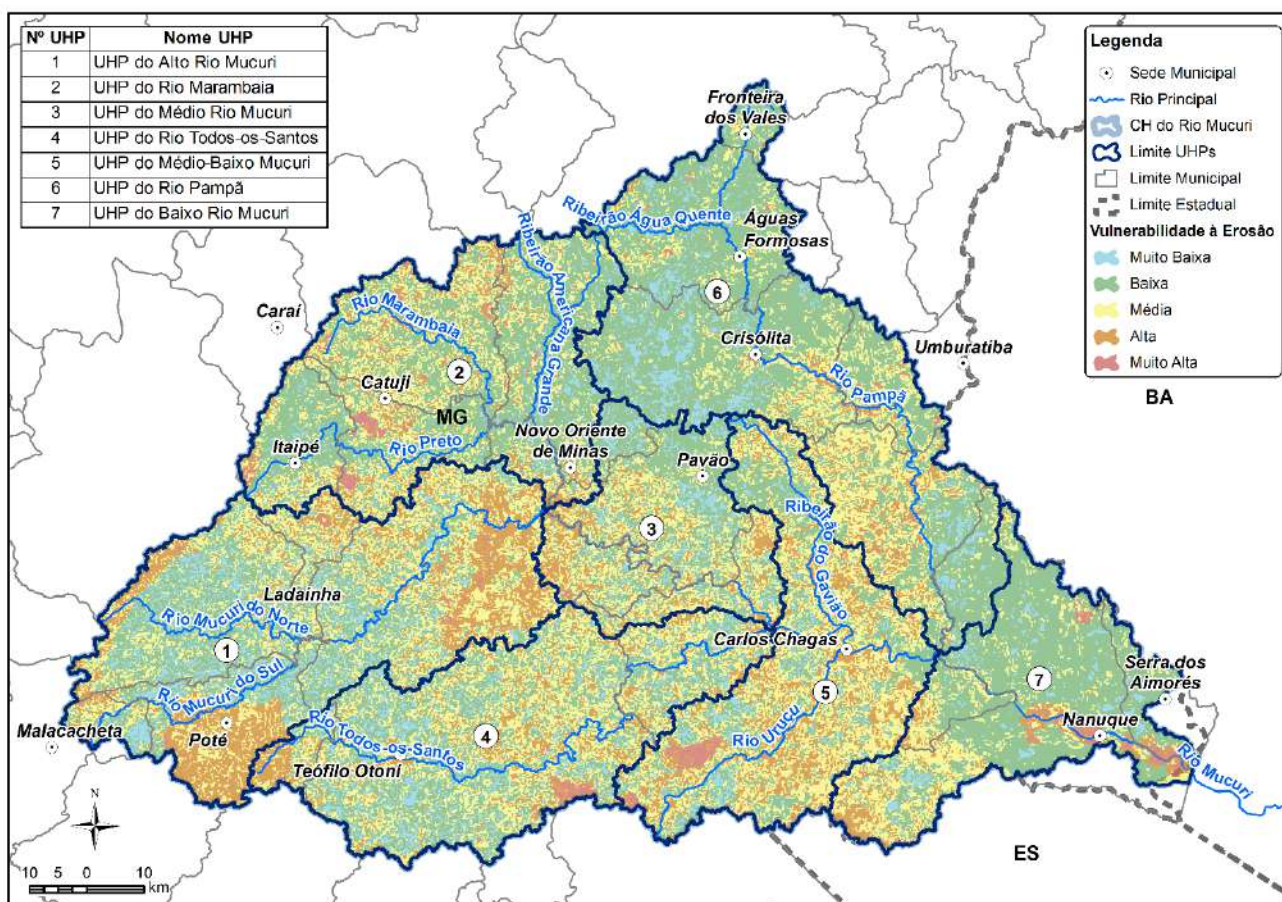 Nº UHP Nome UHP
1 UHP do Alto Rio Mucuri
2 UHP do Rio Marambaia
3 UHP do Médio Rio Mucuri
4 UHP do Rio Todos-os-Santos
5 UHP do Médio-Baixo Mucuri
6 UHP do Rio Pampã
7 UHP do Baixo Rio Mucuri
Legenda
Sede Municipal
Rio Principal
CH do Rio Mucuri
Limite UHPs
Limite Municipal
Limite Estadual
Vulnerabilidade à Erosão
Muito Baixa
Baixa
Média
Alta
Muito Alta
BA
Fronteira
dos Vales
Ribeirão Água Quente
Águas
Formosas
6
Ribeirão Americana Grande
Caraí
Rio Marambaia
Crisólita
Umburatiba
2
Catuji
MG
Rio Pampã
Rio Preto
Itaipé
Novo Oriente
de Minas
Pavão
3
Ribeirão do Gavião
Ladainha
Rio Mucuri do Norte
1
Carlos Chagas
Rio Mucuri do Sul
7
Serra dos
Aimorés
5
Malacacheta
Poté
Rio Todos-os-Santos
4
Rio Urucu
Nanuque
Teófilo Otoni
Rio Mucuri
N
ES
10 5 0 10
km